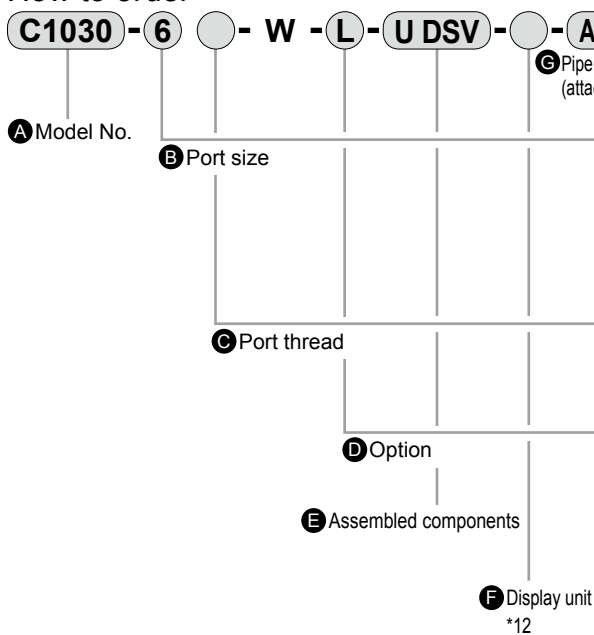 How to order
C1030 - 6 - W - L - U DSV - - A
G Pipe
A Model No.
B Port size
C Port thread
D Option
E Assembled components
F Display unit
*12